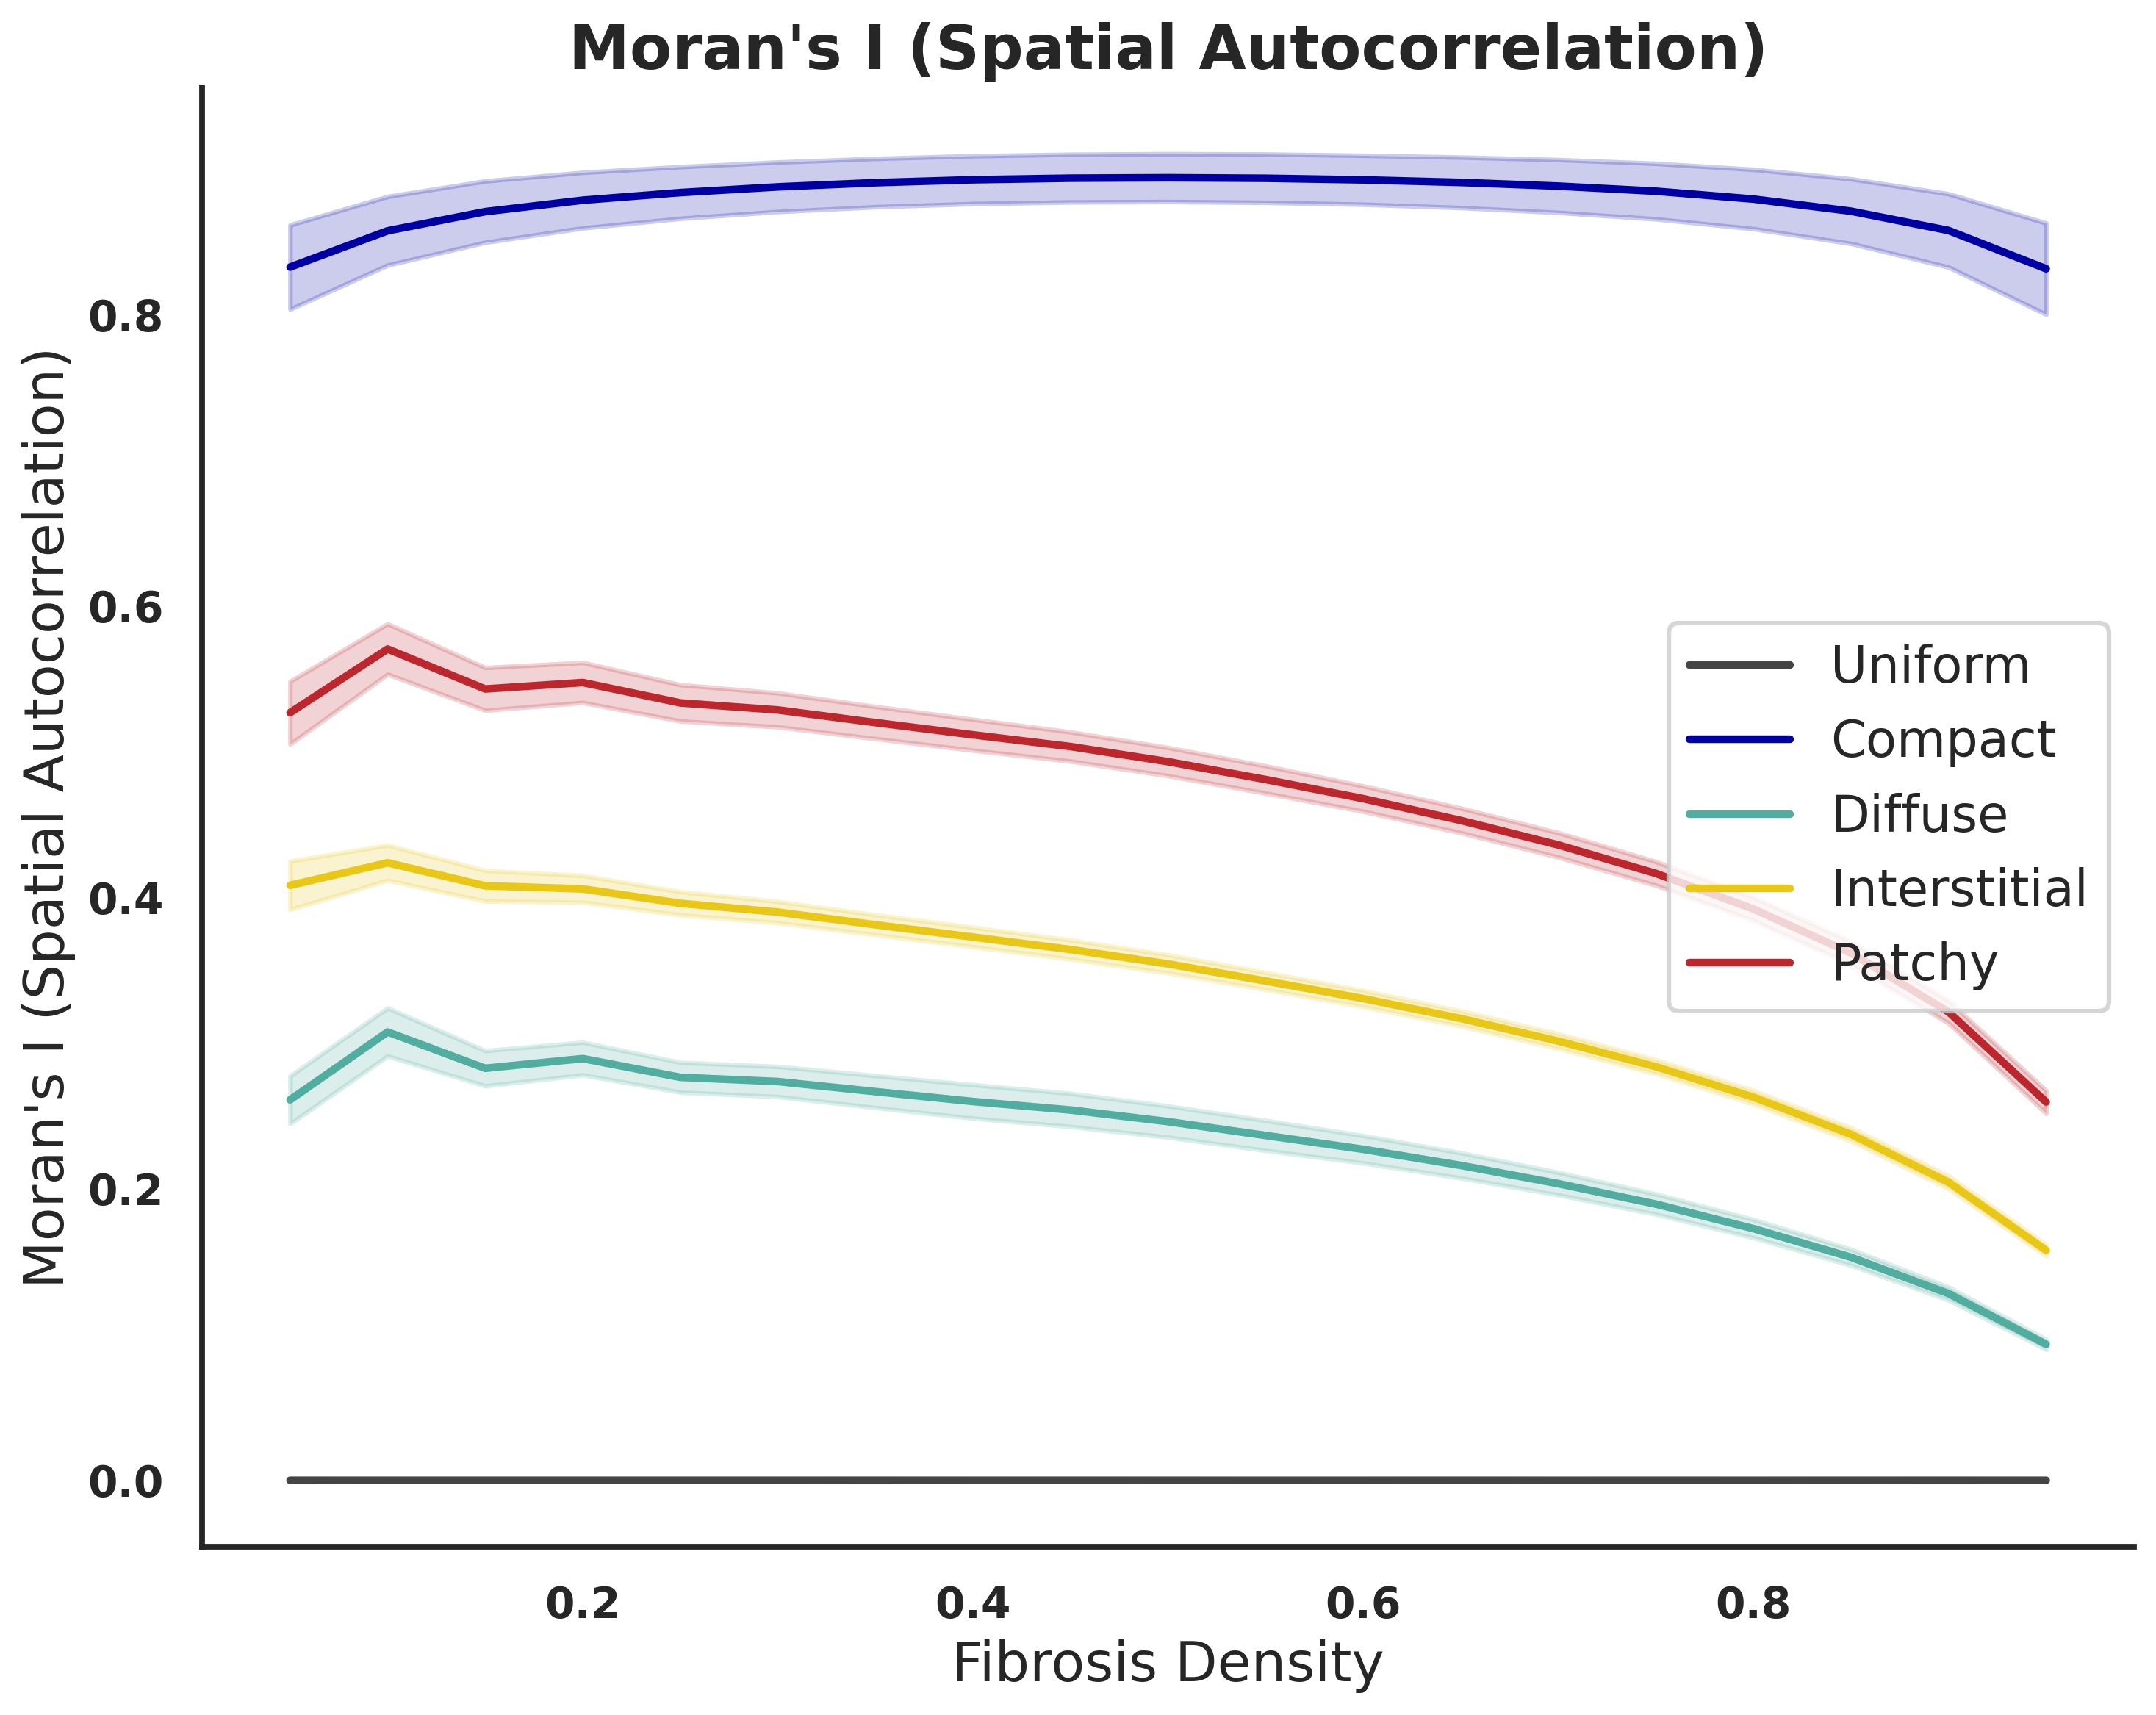 Moran's I (Spatial Autocorrelation)
Moran's I (Spatial Autocorrelation)
0.8
0.6
0.4
0.2
0.0
Uniform
Compact
Diffuse
Interstitial
Patchy
0.2 0.4 0.6 0.8
Fibrosis Density